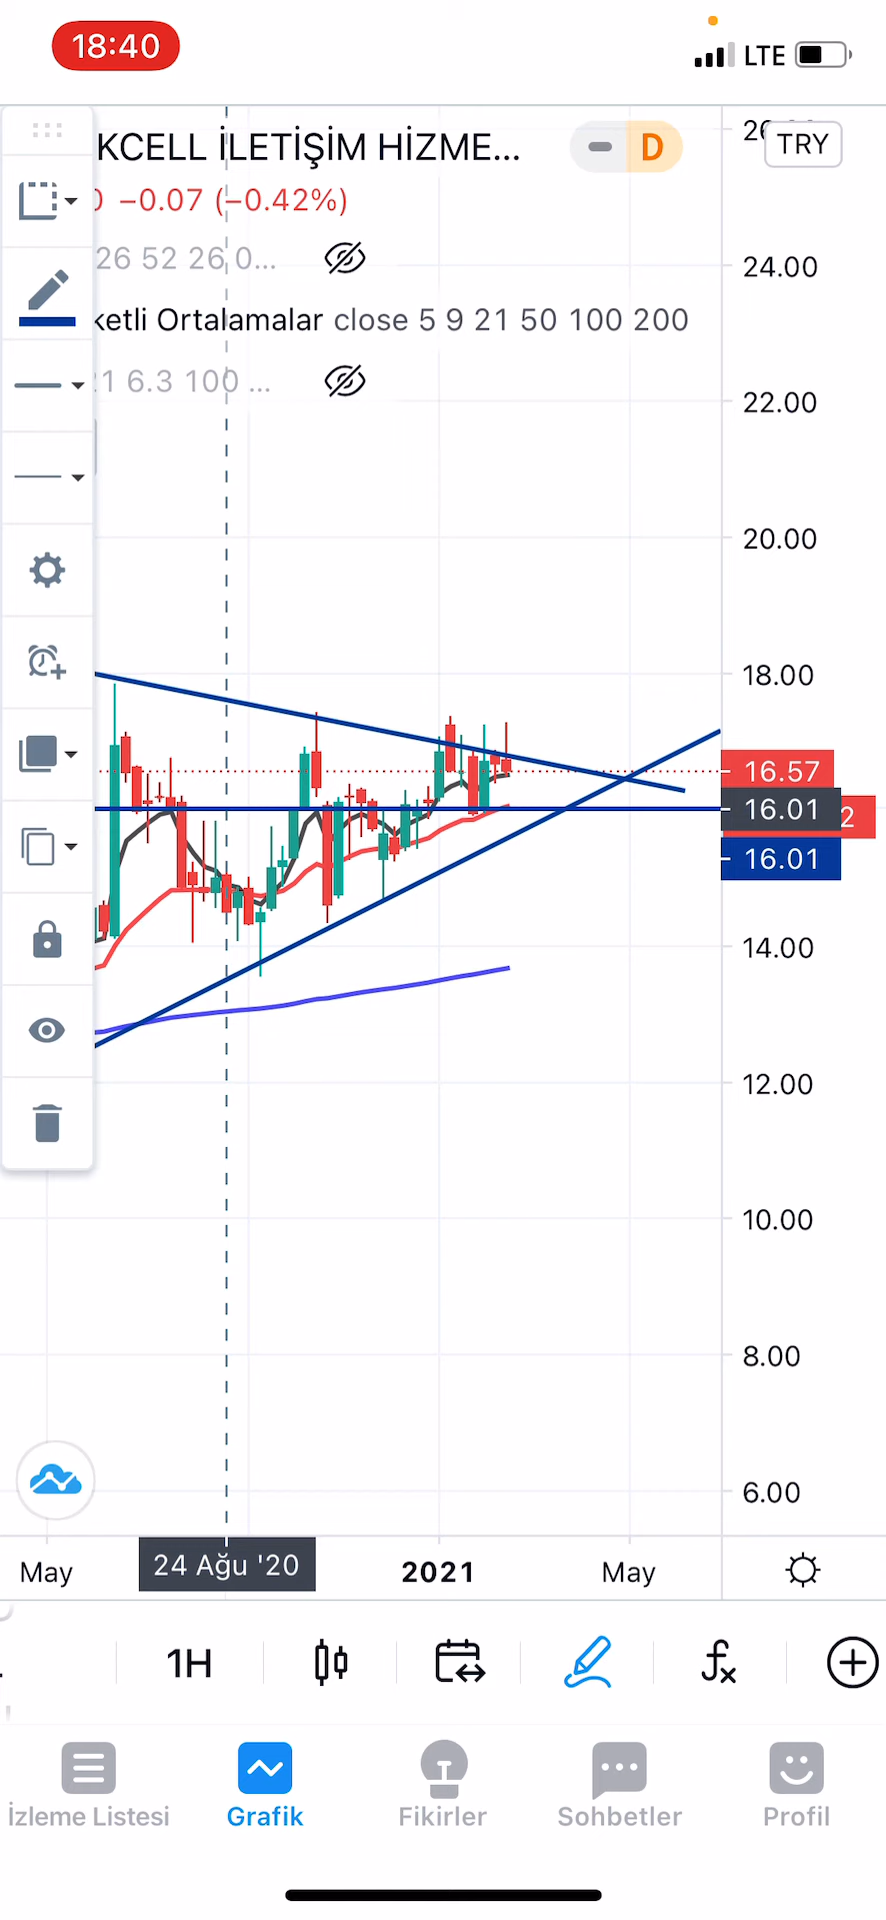 18:40
LTE
KCELL İLETİŞİM HİZME...
D
TRY
−0.07 (−0.42%)
26 52 26 0...
24.00
ketli Ortalamalar close 5 9 21 50 100 200
21 6.3 100 ...
22.00
20.00
18.00
16.57
16.01
2
16.01
14.00
12.00
10.00
8.00
6.00
May
24 Ağu '20
2021
May
1H
İzleme Listesi
Grafik
Fikirler
Sohbetler
Profil